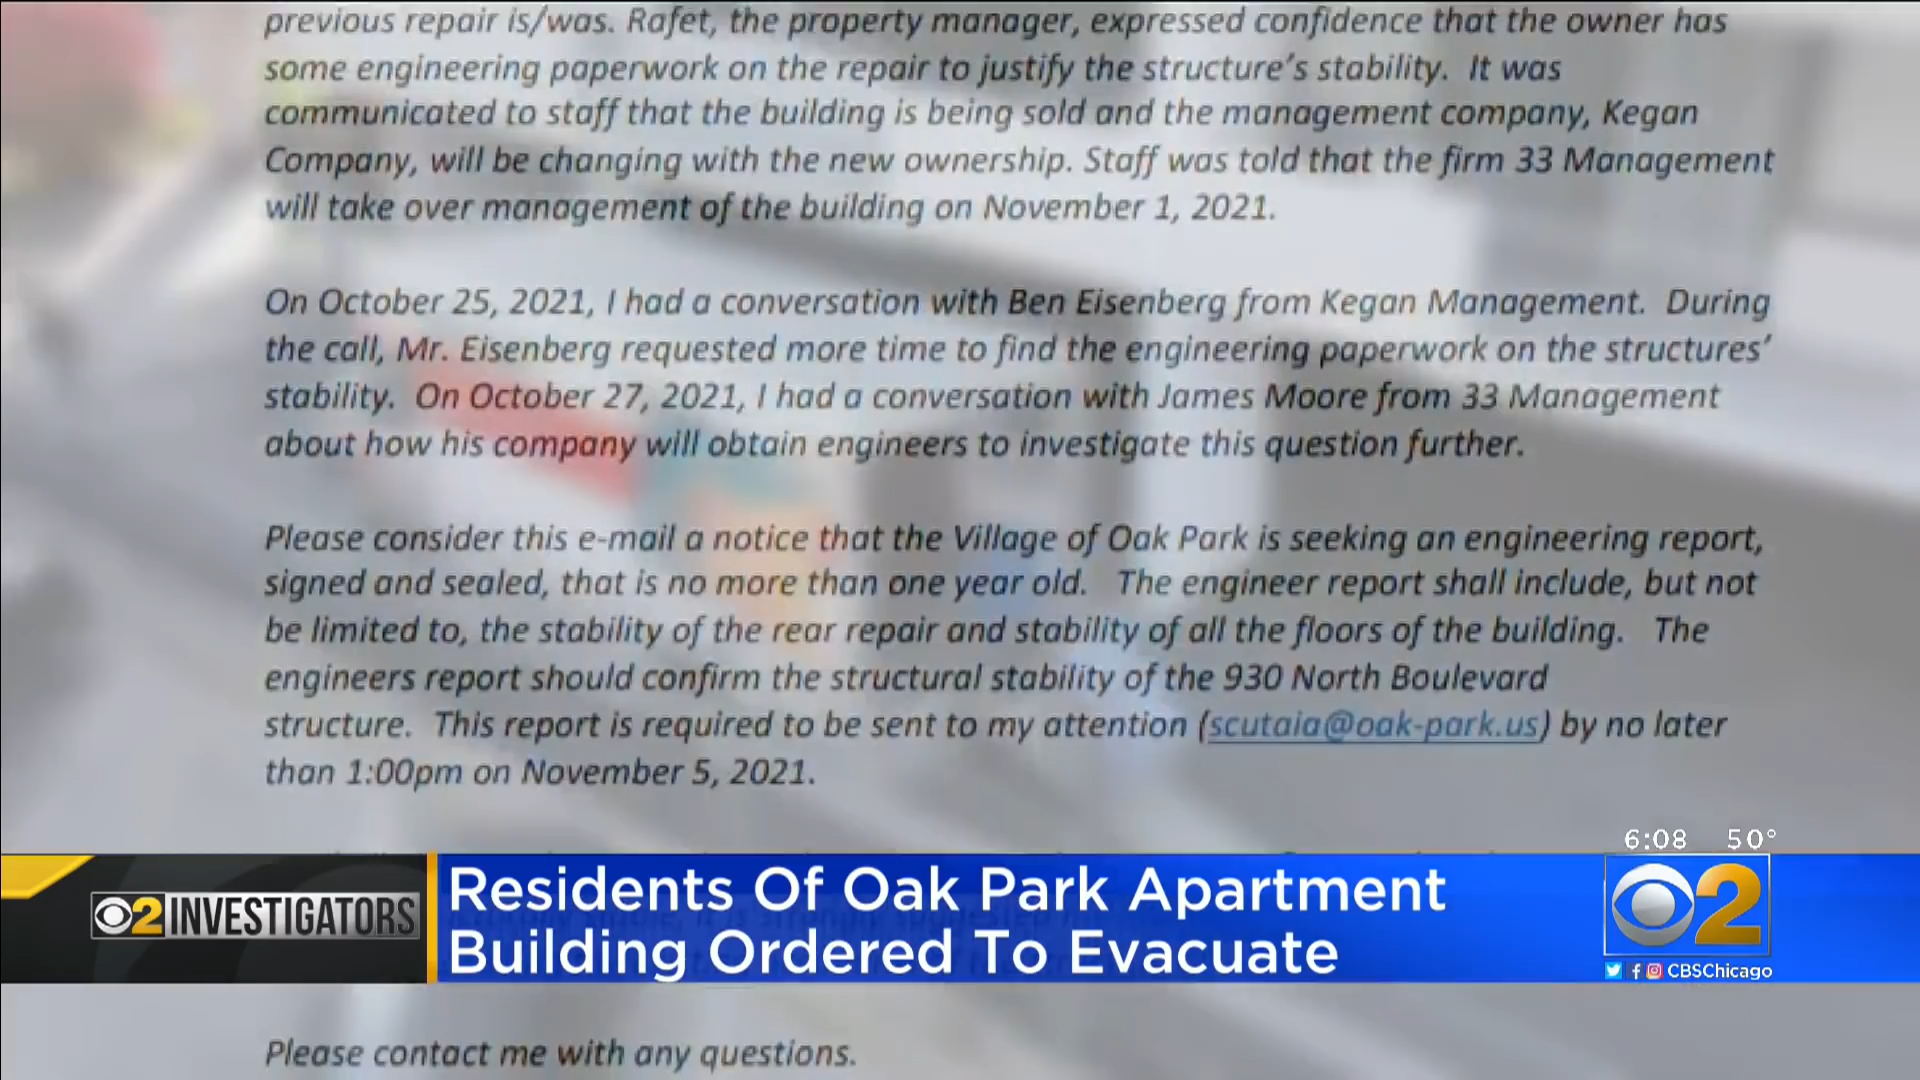 previous repair is/was. Rafet, the property manager, expressed confidence that the owner has
some engineering paperwork on the repair to justify the structure's stability. It was
communicated to staff that the building is being sold and the management company, Kegan
Company, will be changing with the new ownership. Staff was told that the firm 33 Management
will take over management of the building on November 1, 2021.
On October 25, 2021, I had a conversation with Ben Eisenberg from Kegan Management. During
the call, Mr. Eisenberg requested more time to find the engineering paperwork on the structures'
stability. On October 27, 2021, I had a conversation with James Moore from 33 Management
about how his company will obtain engineers to investigate this question further.
Please consider this e-mail a notice that the Village of Oak Park is seeking an engineering report,
signed and sealed, that is no more than one year old. The engineer report shall include, but not
be limited to, the stability of the rear repair and stability of all the floors of the building. The
engineers report should confirm the structural stability of the 930 North Boulevard
structure. This report is required to be sent to my attention (scutaia@oak-park.us) by no later
than 1:00pm on November 5, 2021.
6:08 50°
2 INVESTIGATORS
Residents Of Oak Park Apartment
Building Ordered To Evacuate
2
CBSChicago
Please contact me with any questions.